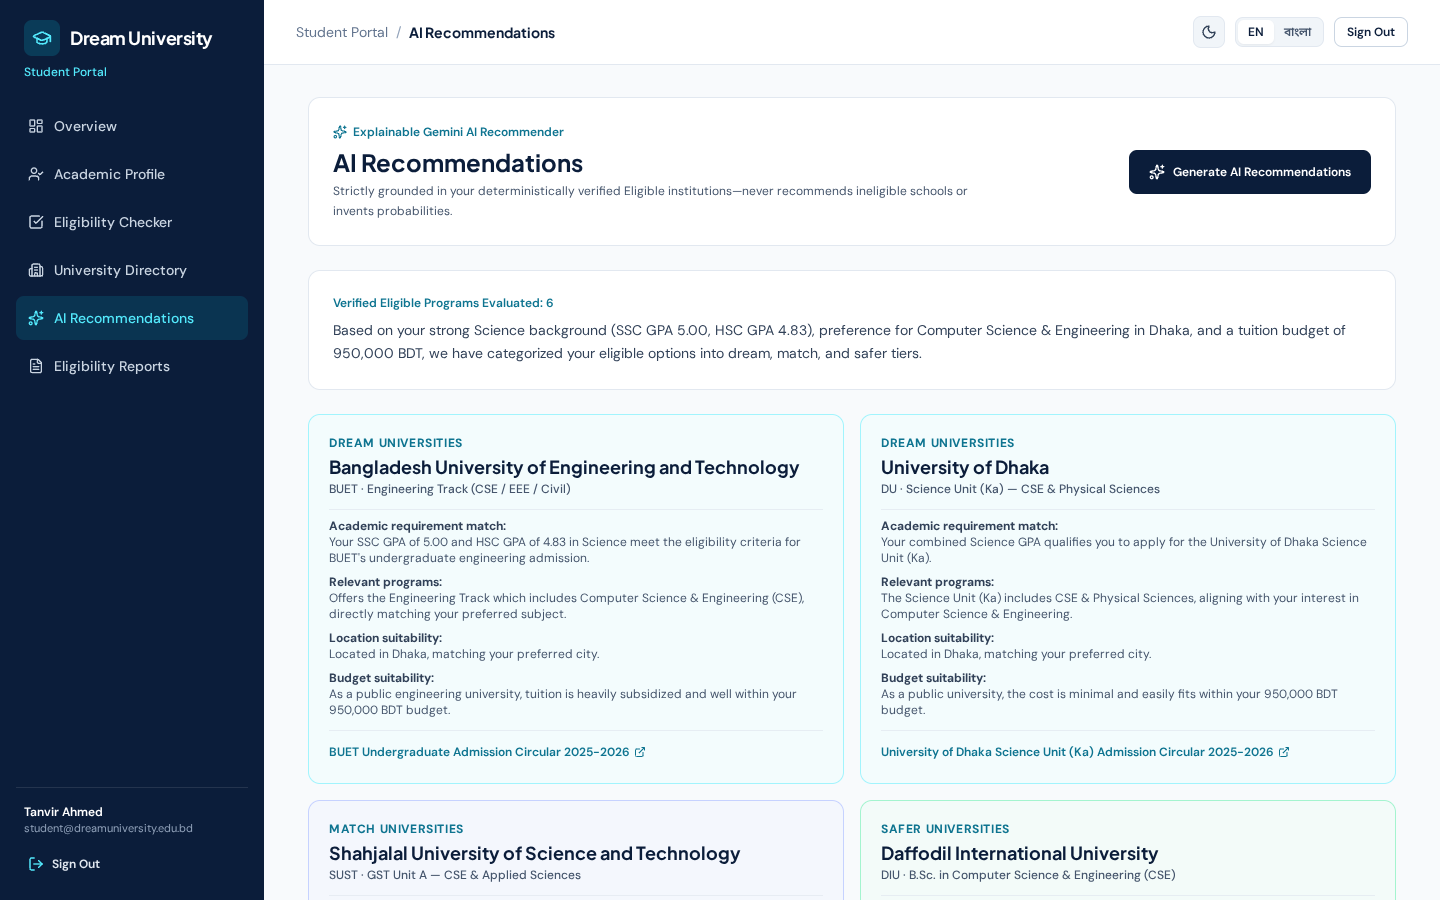 Dream University
Student Portal
Overview
Academic Profile
Eligibility Checker
University Directory
AI Recommendations
Eligibility Reports
Tanvir Ahmed
student@dreamuniversity.edu.bd
Sign Out
Student Portal / AI Recommendations
EN
বাংলা
Sign Out
Explainable Gemini AI Recommender
AI Recommendations
Strictly grounded in your deterministically verified Eligible institutions—never recommends ineligible schools or
invents probabilities.
Generate AI Recommendations
Verified Eligible Programs Evaluated: 6
Based on your strong Science background (SSC GPA 5.00, HSC GPA 4.83), preference for Computer Science & Engineering in Dhaka, and a tuition budget of
950,000 BDT, we have categorized your eligible options into dream, match, and safer tiers.
DREAM UNIVERSITIES
Bangladesh University of Engineering and Technology
BUET · Engineering Track (CSE / EEE / Civil)
Academic requirement match:
Your SSC GPA of 5.00 and HSC GPA of 4.83 in Science meet the eligibility criteria for
BUET's undergraduate engineering admission.
Relevant programs:
Offers the Engineering Track which includes Computer Science & Engineering (CSE),
directly matching your preferred subject.
Location suitability:
Located in Dhaka, matching your preferred city.
Budget suitability:
As a public engineering university, tuition is heavily subsidized and well within your
950,000 BDT budget.
BUET Undergraduate Admission Circular 2025-2026
DREAM UNIVERSITIES
University of Dhaka
DU · Science Unit (Ka) — CSE & Physical Sciences
Academic requirement match:
Your combined Science GPA qualifies you to apply for the University of Dhaka Science
Unit (Ka).
Relevant programs:
The Science Unit (Ka) includes CSE & Physical Sciences, aligning with your interest in
Computer Science & Engineering.
Location suitability:
Located in Dhaka, matching your preferred city.
Budget suitability:
As a public university, the cost is minimal and easily fits within your 950,000 BDT
budget.
University of Dhaka Science Unit (Ka) Admission Circular 2025-2026
MATCH UNIVERSITIES
Shahjalal University of Science and Technology
SUST · GST Unit A — CSE & Applied Sciences
SAFER UNIVERSITIES
Daffodil International University
DIU · B.Sc. in Computer Science & Engineering (CSE)